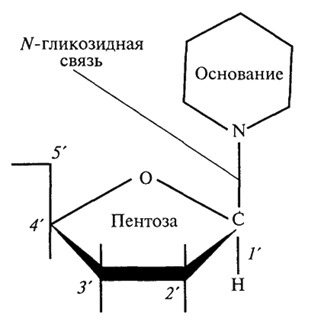 N-гликозидная
связь
Основание
N
5′
O
4′
Пентоза
C
1′
3′
2′
H